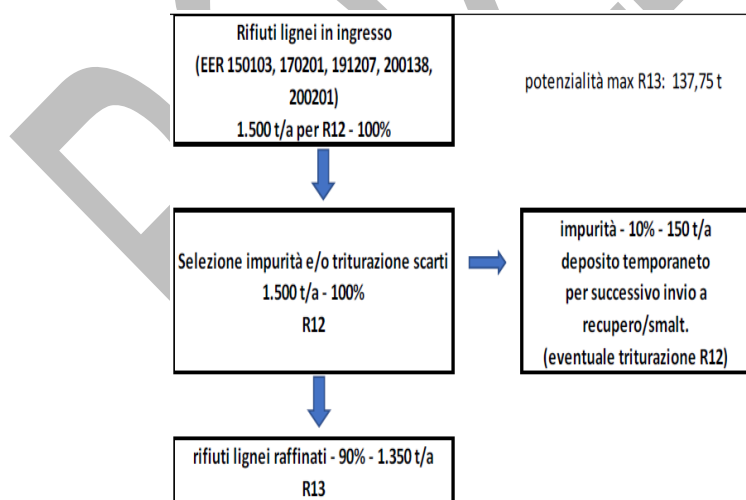 Rifiuti lignei in ingresso
(EER 150103, 170201, 191207, 200138,
200201)
1.500 t/a per R12 - 100%
potenzialità max R13: 137,75 t
Selezione impurità e/o triturazione scarti
1.500 t/a - 100%
R12
impurità - 10% - 150 t/a
deposito temporaneto
per successivo invio a
recupero/smalt.
(eventuale triturazione R12)
rifiuti lignei raffinati - 90% - 1.350 t/a
R13